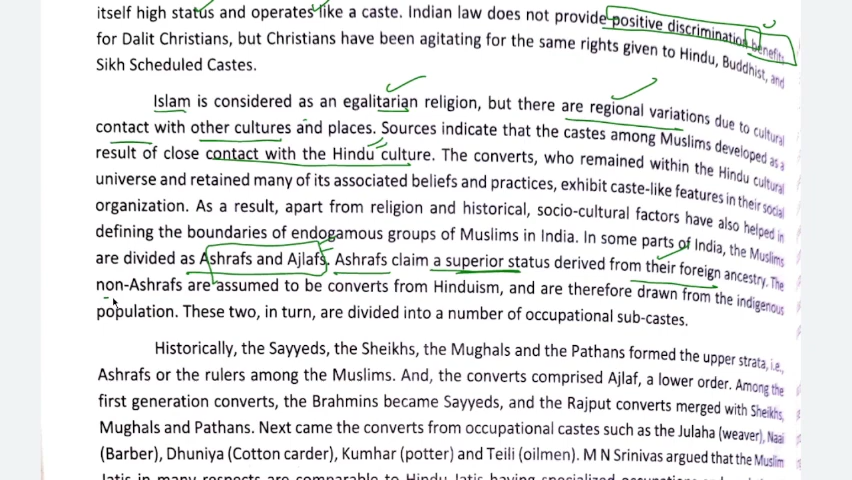 itself high status and operates like a caste. Indian law does not provide positive discrimination benefits
for Dalit Christians, but Christians have been agitating for the same rights given to Hindu, Buddhist, and
Sikh Scheduled Castes.
Islam is considered as an egalitarian religion, but there are regional variations due to cultural
contact with other cultures and places. Sources indicate that the castes among Muslims developed as a
result of close contact with the Hindu culture. The converts, who remained within the Hindu cultural
universe and retained many of its associated beliefs and practices, exhibit caste-like features in their social
organization. As a result, apart from religion and historical, socio-cultural factors have also helped in
defining the boundaries of endogamous groups of Muslims in India. In some parts of India, the Muslims
are divided as Ashrafs and Ajlafs. Ashrafs claim a superior status derived from their foreign ancestry. The
non-Ashrafs are assumed to be converts from Hinduism, and are therefore drawn from the indigenous
population. These two, in turn, are divided into a number of occupational sub-castes.
Historically, the Sayyeds, the Sheikhs, the Mughals and the Pathans formed the upper strata, i.e.,
Ashrafs or the rulers among the Muslims. And, the converts comprised Ajlaf, a lower order. Among the
first generation converts, the Brahmins became Sayyeds, and the Rajput converts merged with Sheikhs,
Mughals and Pathans. Next came the converts from occupational castes such as the Julaha (weaver), Naai
(Barber), Dhuniya (Cotton carder), Kumhar (potter) and Teili (oilmen). M N Srinivas argued that the Muslim
in many respects are comparable to Hindu having specialized